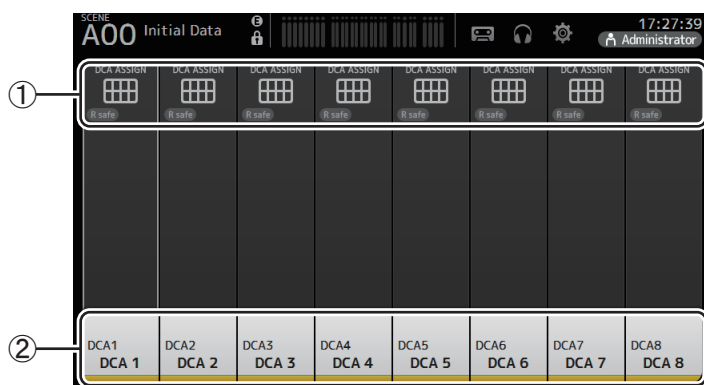 SCENE
A00 Initial Data
E
17:27:39
Administrator
①
DCA ASSIGN DCA ASSIGN DCA ASSIGN DCA ASSIGN DCA ASSIGN DCA ASSIGN DCA ASSIGN DCA ASSIGN
R safe R safe R safe R safe R safe R safe R safe R safe
②
DCA1 DCA2 DCA3 DCA4 DCA5 DCA6 DCA7 DCA8
DCA 1 DCA 2 DCA 3 DCA 4 DCA 5 DCA 6 DCA 7 DCA 8